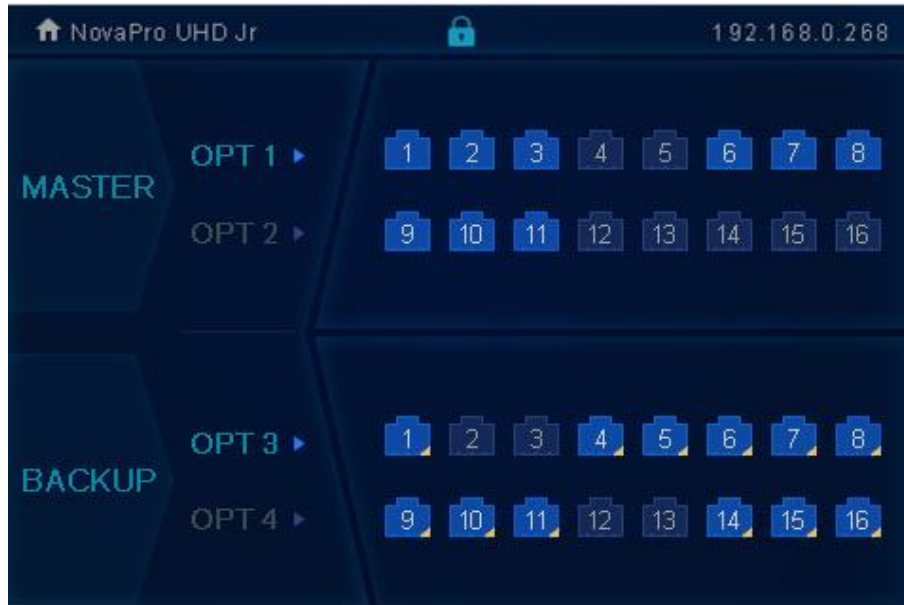 NovaPro UHD Jr 192.168.0.268
MASTER
OPT 1 1 2 3 4 5 6 7 8
OPT 2 9 10 11 12 13 14 15 16
BACKUP
OPT 3 1 2 3 4 5 6 7 8
OPT 4 9 10 11 12 13 14 15 16